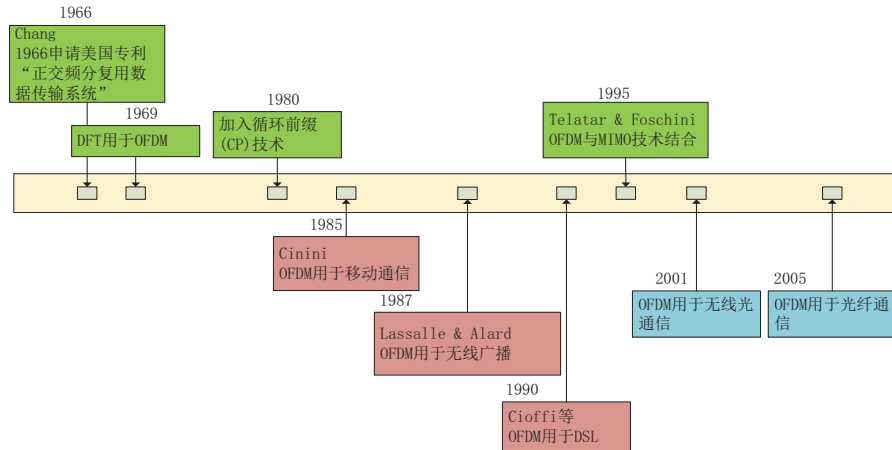 1966
Chang
1966申请美国专利
“正交频分复用数
据传输系统”
1969
DFT用于OFDM
1980
加入循环前缀
(CP)技术
1995
Telatar & Foschini
OFDM与MIMO技术结合
1985
Cinini
OFDM用于移动通信
1987
Lassalle & Alard
OFDM用于无线广播
1990
Cioffi等
OFDM用于DSL
2001
OFDM用于无线光
通信
2005
OFDM用于光纤通
信